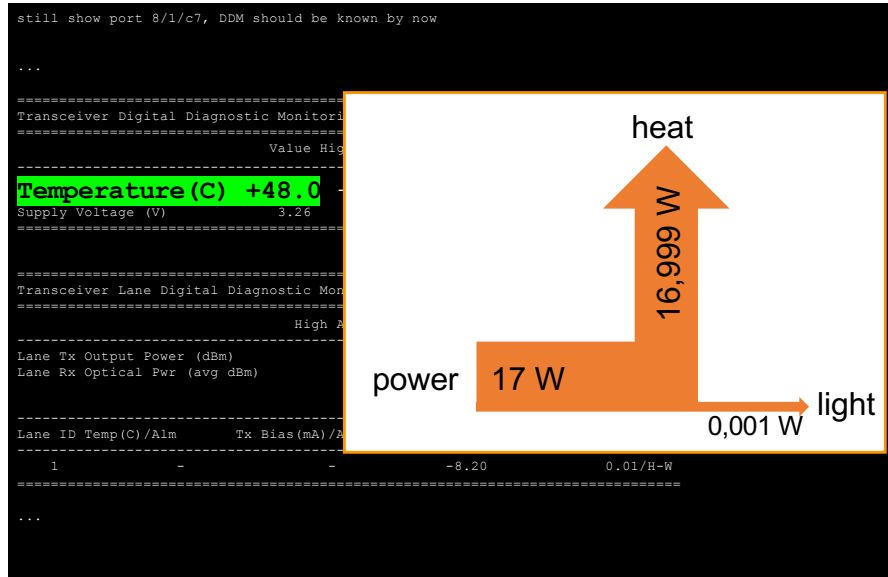 still show port 8/1/c7, DDM should be known by now
...
================================================
Transceiver Digital Diagnostic Monitori
================================================
Value Hig
------------------------------------------------
Temperature(C) +48.0 -
Supply Voltage (V) 3.26
================================================
================================================
Transceiver Lane Digital Diagnostic Mon
================================================
High A
------------------------------------------------
Lane Tx Output Power (dBm)
Lane Rx Optical Pwr (avg dBm)
------------------------------------------------
Lane ID Temp(C)/Alm Tx Bias(mA)/A
------------------------------------------------
1 - - -8.20 0.01/H-W
===============================================================================
...
heat
16,999 W
power 17 W
light
0,001 W